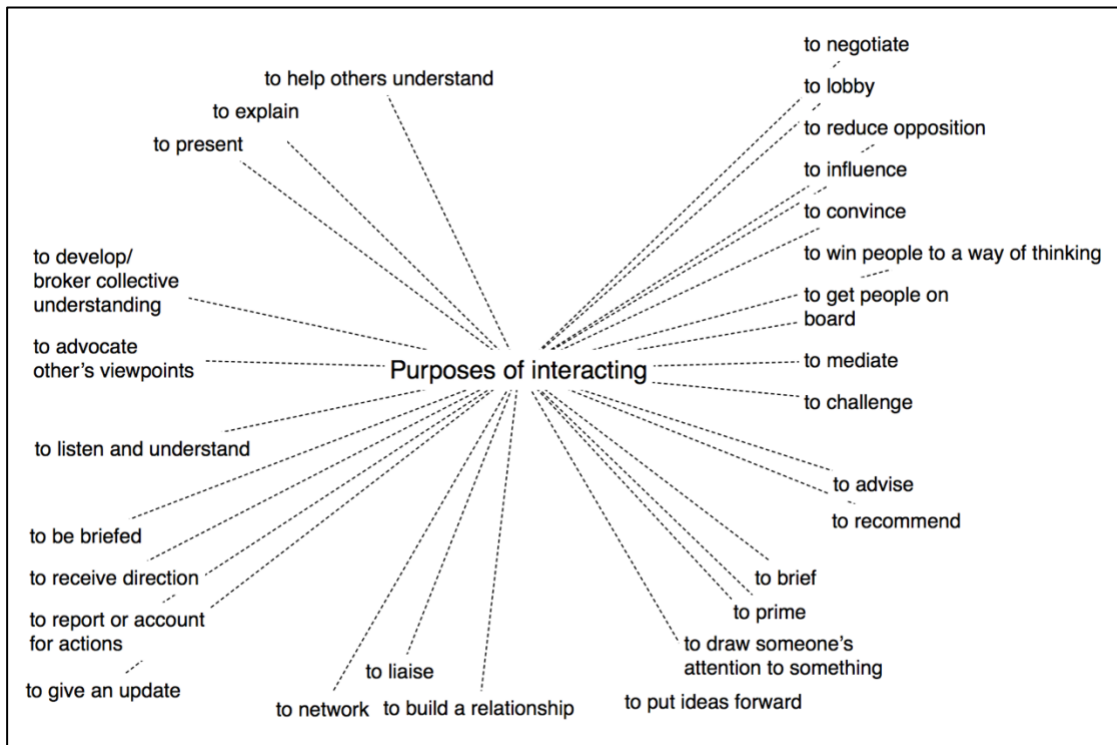 to help others understand
to explain
to present
to develop/
broker collective
understanding
to advocate
other's viewpoints
to listen and understand
to be briefed
to receive direction
to report or account
for actions
to give an update
Purposes of interacting
to negotiate
to lobby
to reduce opposition
to influence
to convince
to win people to a way of thinking
to get people on
board
to mediate
to challenge
to advise
to recommend
to brief
to prime
to draw someone's
attention to something
to put ideas forward
to liaise
to network
to build a relationship